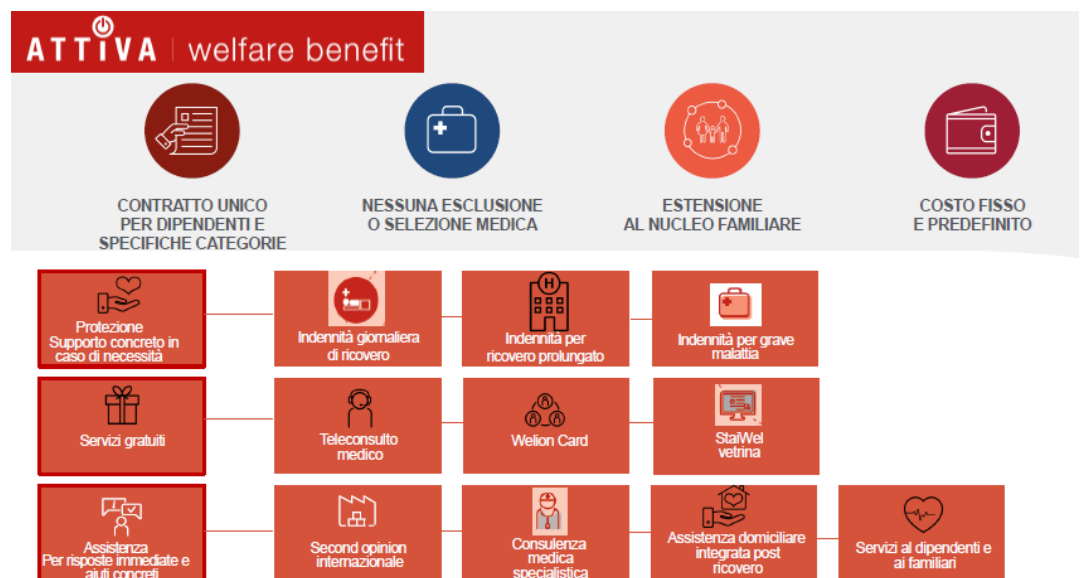 ATTIVA | welfare benefit
CONTRATTO UNICO
PER DIPENDENTI E
SPECIFICHE CATEGORIE
NESSUNA ESCLUSIONE
O SELEZIONE MEDICA
ESTENSIONE
AL NUCLEO FAMILIARE
COSTO FISSO
E PREDEFINITO
Protezione
Supporto concreto in
caso di necessità
Indennità giornaliera
di ricovero
H
Indennità per
ricovero prolungato
Indennità per grave
malattia
Servizi gratuiti
Teleconsulto
medico
Welion Card
StaiWel
vetrina
Assistenza
Per risposte immediate e
aiuti concreti
Second opinion
internazionale
Consulenza
medica
specialistica
Assistenza domiciliare
integrata post
ricovero
Servizi al dipendenti e
ai familiari